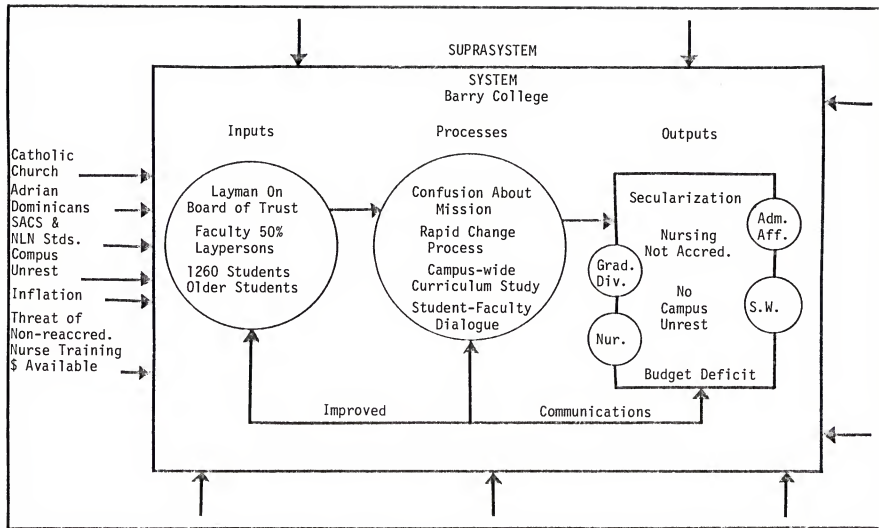 SUPRASYSTEM
SYSTEM
Barry College
Inputs
Processes
Outputs
Catholic
Church
Adrian
Dominicans
SACS &
NLN Stds.
Compus
Unrest
Inflation
Threat of
Non-reaccred.
Nurse Training
$ Available
Layman On
Board of Trust
Faculty 50%
Laypersons
1260 Students
Older Students
Confusion About
Mission
Rapid Change
Process
Campus-wide
Curriculum Study
Student-Faculty
Dialogue
Secularization
Nursing
Not Accred.
No
Campus
Unrest
Budget Deficit
Adm.
Aff.
Grad.
Div.
S.W.
Nur.
Improved
Communications